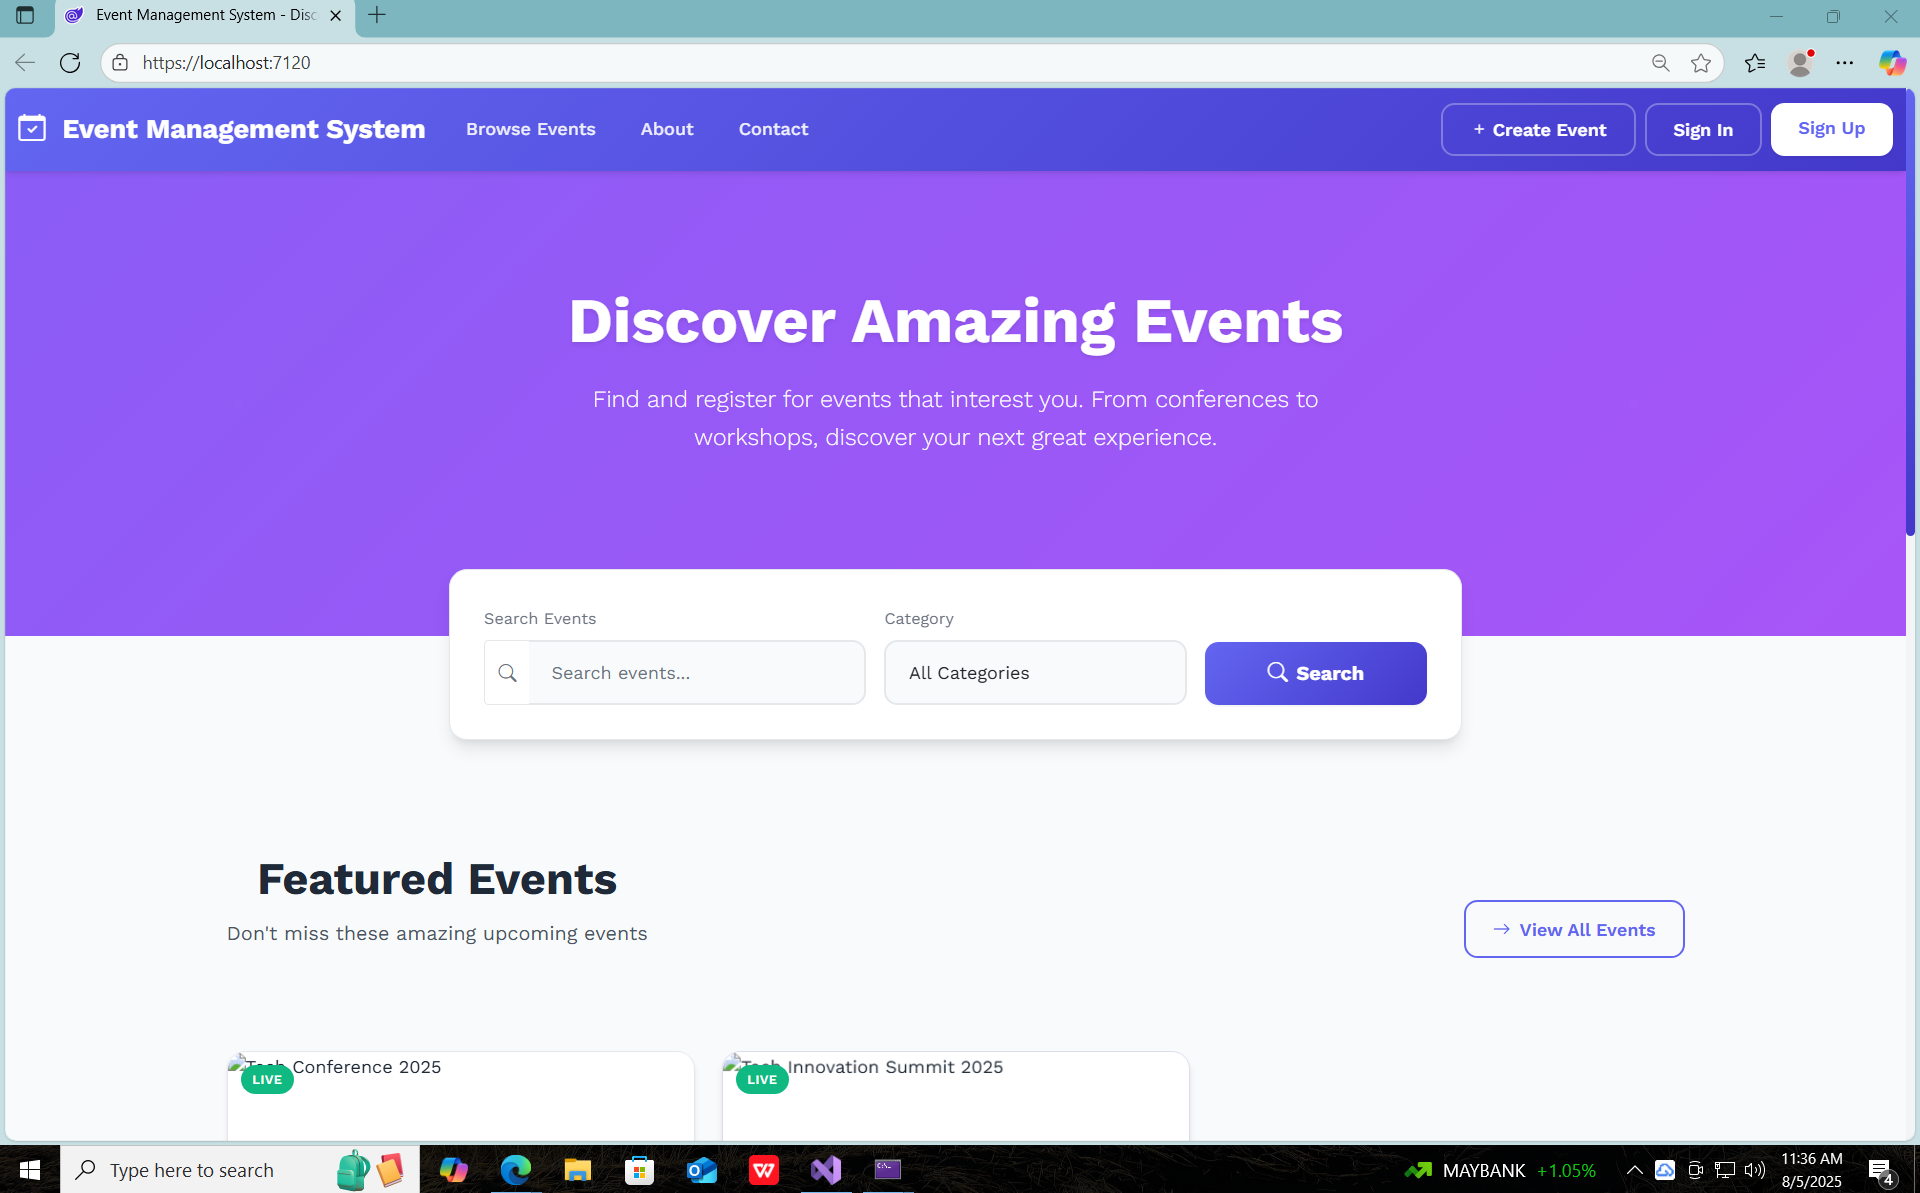 Event Management System - Disc
https://localhost:7120
Event Management System
Browse Events
About
Contact
+ Create Event
Sign In
Sign Up
Discover Amazing Events
Find and register for events that interest you. From conferences to
workshops, discover your next great experience.
Search Events
Category
Search events...
All Categories
Search
Featured Events
Don't miss these amazing upcoming events
→ View All Events
Tech Conference 2025
LIVE
Tech Innovation Summit 2025
LIVE
Type here to search
MAYBANK +1.05%
11:36 AM
8/5/2025
4